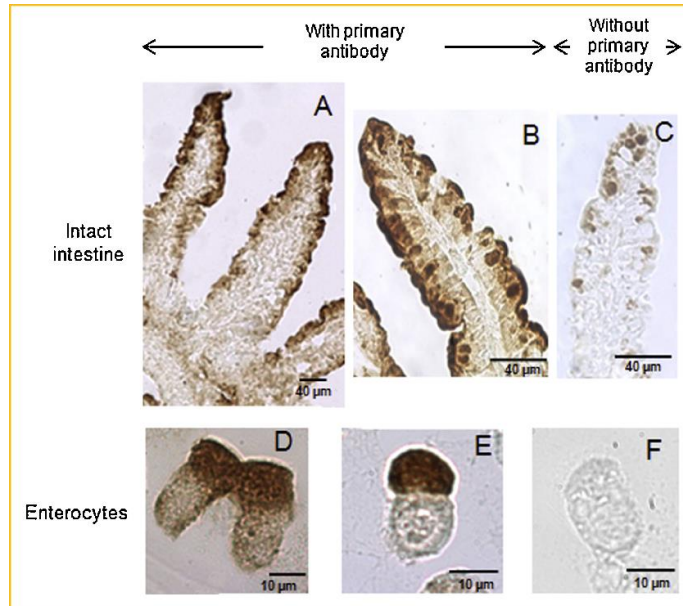 With primary
antibody
Without
primary
antibody
A
B
C
Intact
intestine
40 µm
40 µm
40 µm
D
E
F
Enterocytes
10 µm
10 µm
10 µm